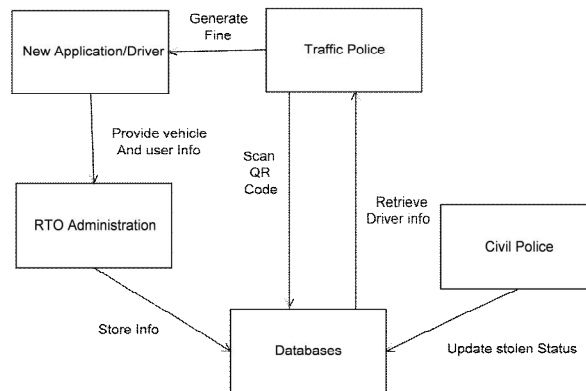 Generate
Fine
New Application/Driver
Traffic Police
Provide vehicle
And user Info
Scan
QR
Code
Retrieve
Driver info
RTO Administration
Civil Police
Store Info
Databases
Update stolen Status